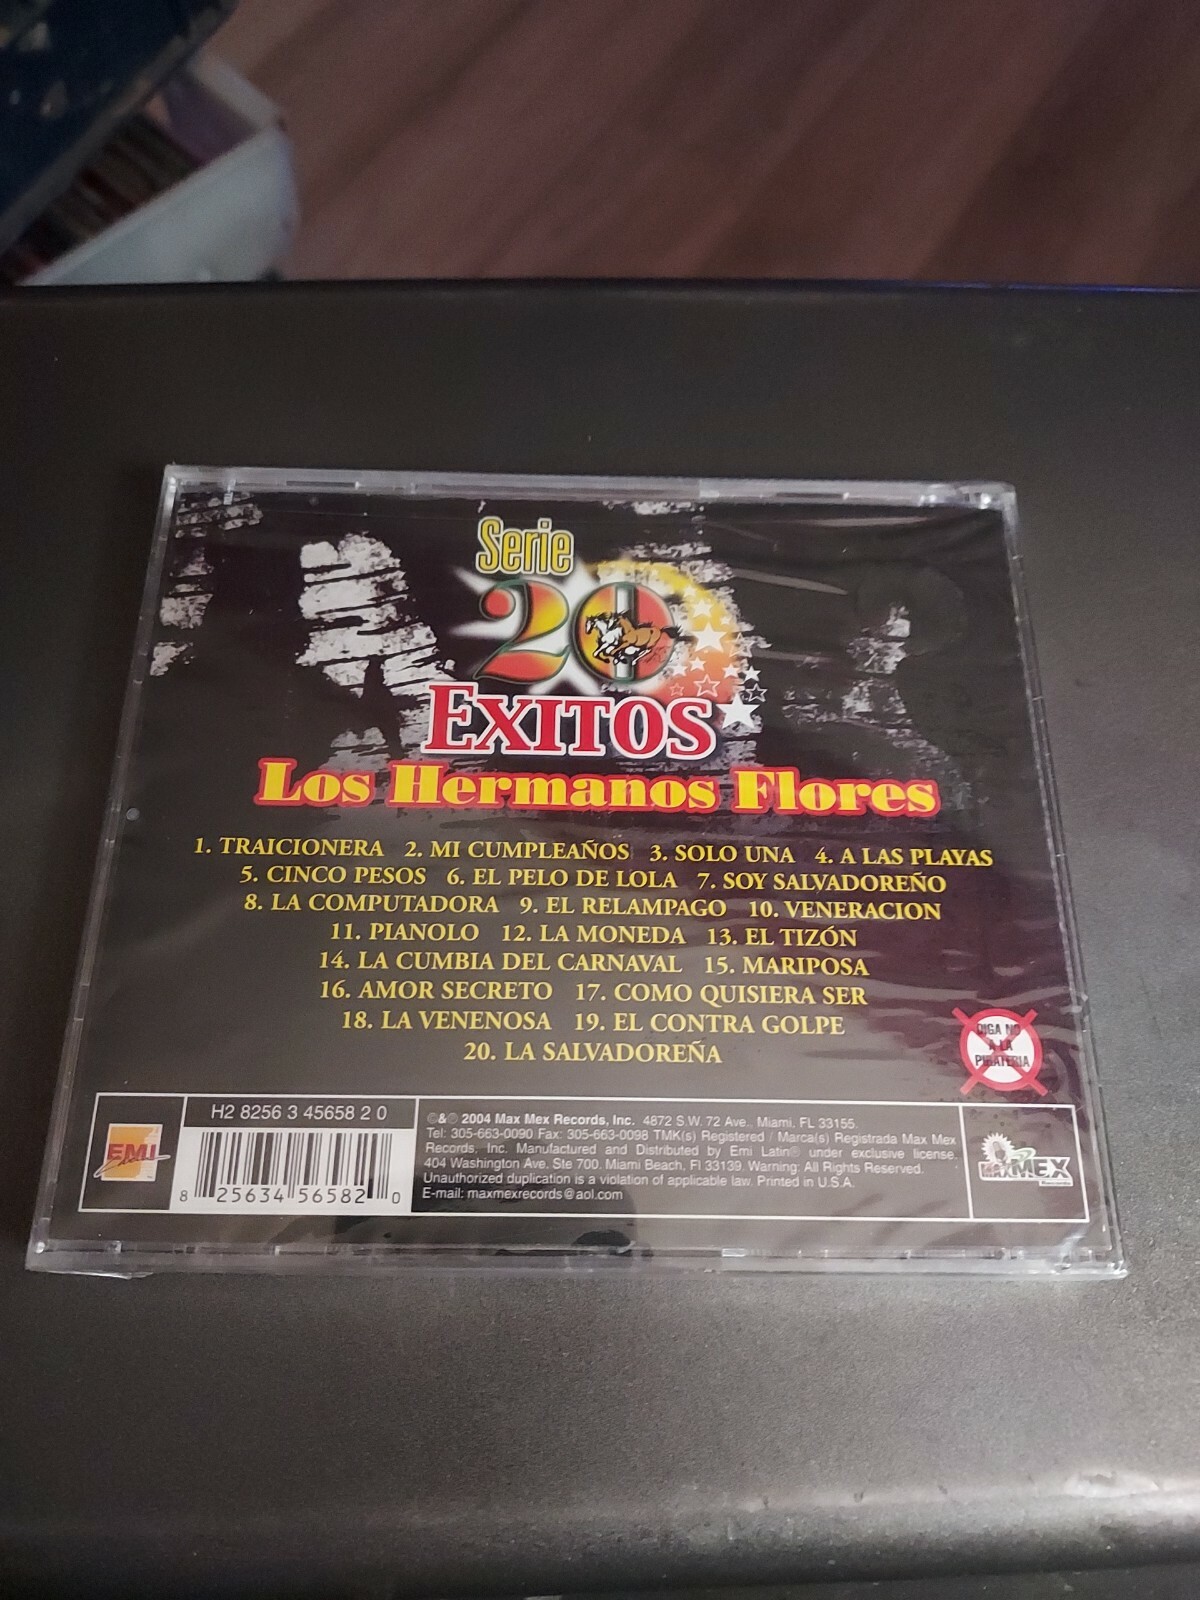 Serie
20
EXITOS
Los Hermanos Flores
1. TRAICIONERA 2. MI CUMPLEAÑOS 3. SOLO UNA 4. A LAS PLAYAS
5. CINCO PESOS 6. EL PELO DE LOLA 7. SOY SALVADOREÑO
8. LA COMPUTADORA 9. EL RELAMPAGO 10. VENERACION
11. PIANOLO 12. LA MONEDA 13. EL TIZÓN
14. LA CUMBIA DEL CARNAVAL 15. MARIPOSA
16. AMOR SECRETO 17. COMO QUISIERA SER
18. LA VENENOSA 19. EL CONTRA GOLPE
20. LA SALVADOREÑA
DIGA NO
A LA
PIRATERIA
EMI
H2 8256 3 45658 2 0
8 25634 56582 0
©&℗ 2004 Max Mex Records, Inc. 4872 S.W. 72 Ave., Miami, FL 33155.
Tel: 305-663-0090 Fax: 305-663-0098 TMK(s) Registered / Marca(s) Registrada Max Mex
Records, Inc. Manufactured and Distributed by Emi Latin® under exclusive license.
404 Washington Ave. Ste 700. Miami Beach, Fl 33139. Warning: All Rights Reserved.
Unauthorized duplication is a violation of applicable law. Printed in U.S.A.
E-mail: maxmexrecords@aol.com
MAXMEX
Records